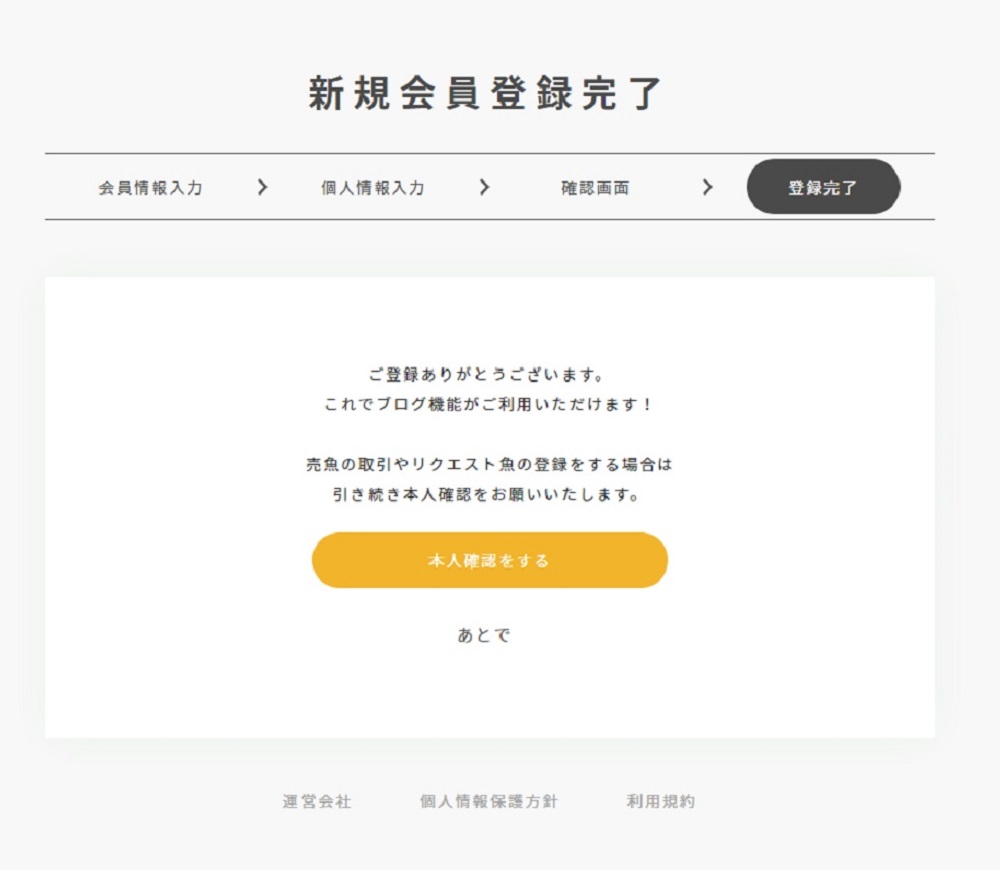 新規会員登録完了
会員情報入力
個人情報入力
確認画面
登録完了
ご登録ありがとうございます。
これでブログ機能がご利用いただけます！
売魚の取引やリクエスト魚の登録をする場合は
引き続き本人確認をお願いいたします。
本人確認をする
あとで
運営会社
個人情報保護方針
利用規約